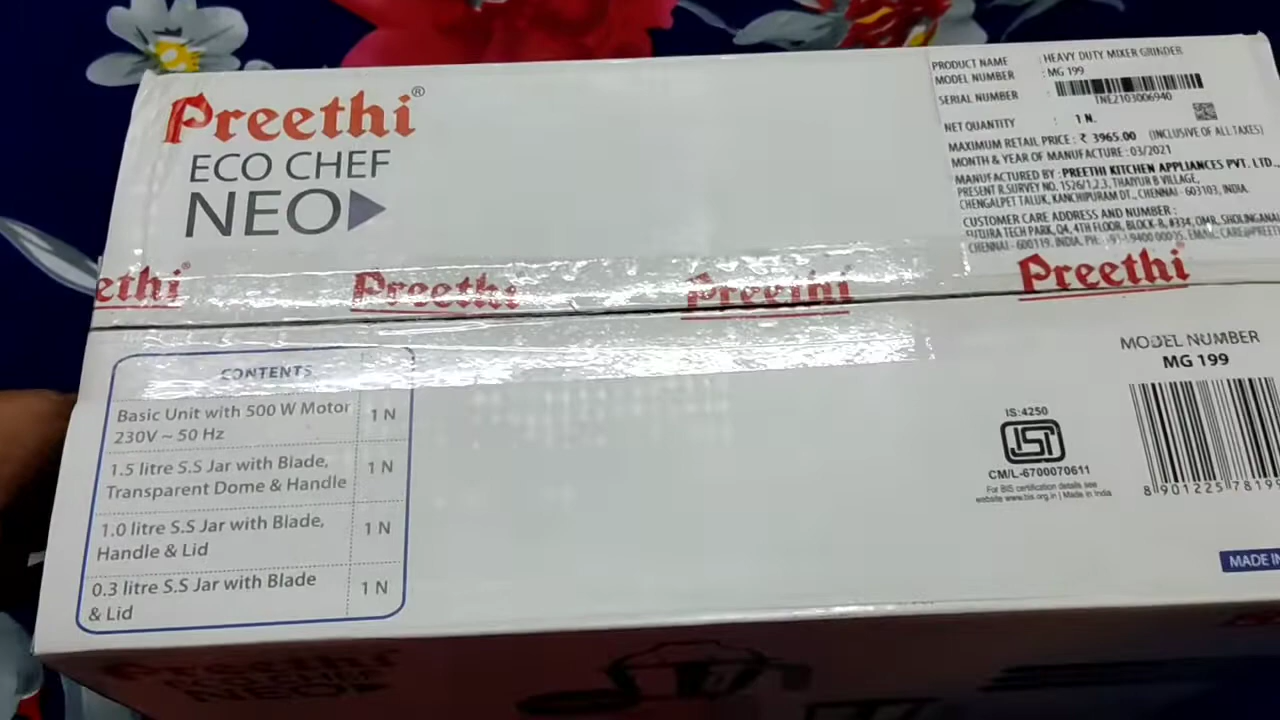 Preethi®
ECO CHEF
NEO
PRODUCT NAME : HEAVY DUTY MIXER GRINDER
MODEL NUMBER : MG 199
SERIAL NUMBER :
TNE2103006940
NET QUANTITY : 1 N.
MAXIMUM RETAIL PRICE : ₹ 3965.00 (INCLUSIVE OF ALL TAXES)
MONTH & YEAR OF MANUFACTURE : 03/2021
MANUFACTURED BY : PREETHI KITCHEN APPLIANCES PVT. LTD.,
PRESENT R.SURVEY NO. 1526/1,2,3, THAIYUR B VILLAGE,
CHENGALPET TALUK, KANCHIPURAM DT., CHENNAI - 603103, INDIA.
CUSTOMER CARE ADDRESS AND NUMBER :
FUTURA TECH PARK, Q4, 4TH FLOOR, BLOCK-B, #334, OMR, SHOLINGANA
CHENNAI - 600119. INDIA. PH:
ethi® Preethi Preethi Preethi
CONTENTS
Basic Unit with 500 W Motor 1 N
230V ~ 50 Hz
1.5 litre S.S Jar with Blade, 1 N
Transparent Dome & Handle
1.0 litre S.S Jar with Blade, 1 N
Handle & Lid
0.3 litre S.S Jar with Blade 1 N
& Lid
IS:4250
ISI
CM/L-6700070611
For BIS certification details see
website www.bis.org.in | Made in India
MODEL NUMBER
MG 199
8 901225 78199
MADE IN
Preethi
ECO CHEF
NEO